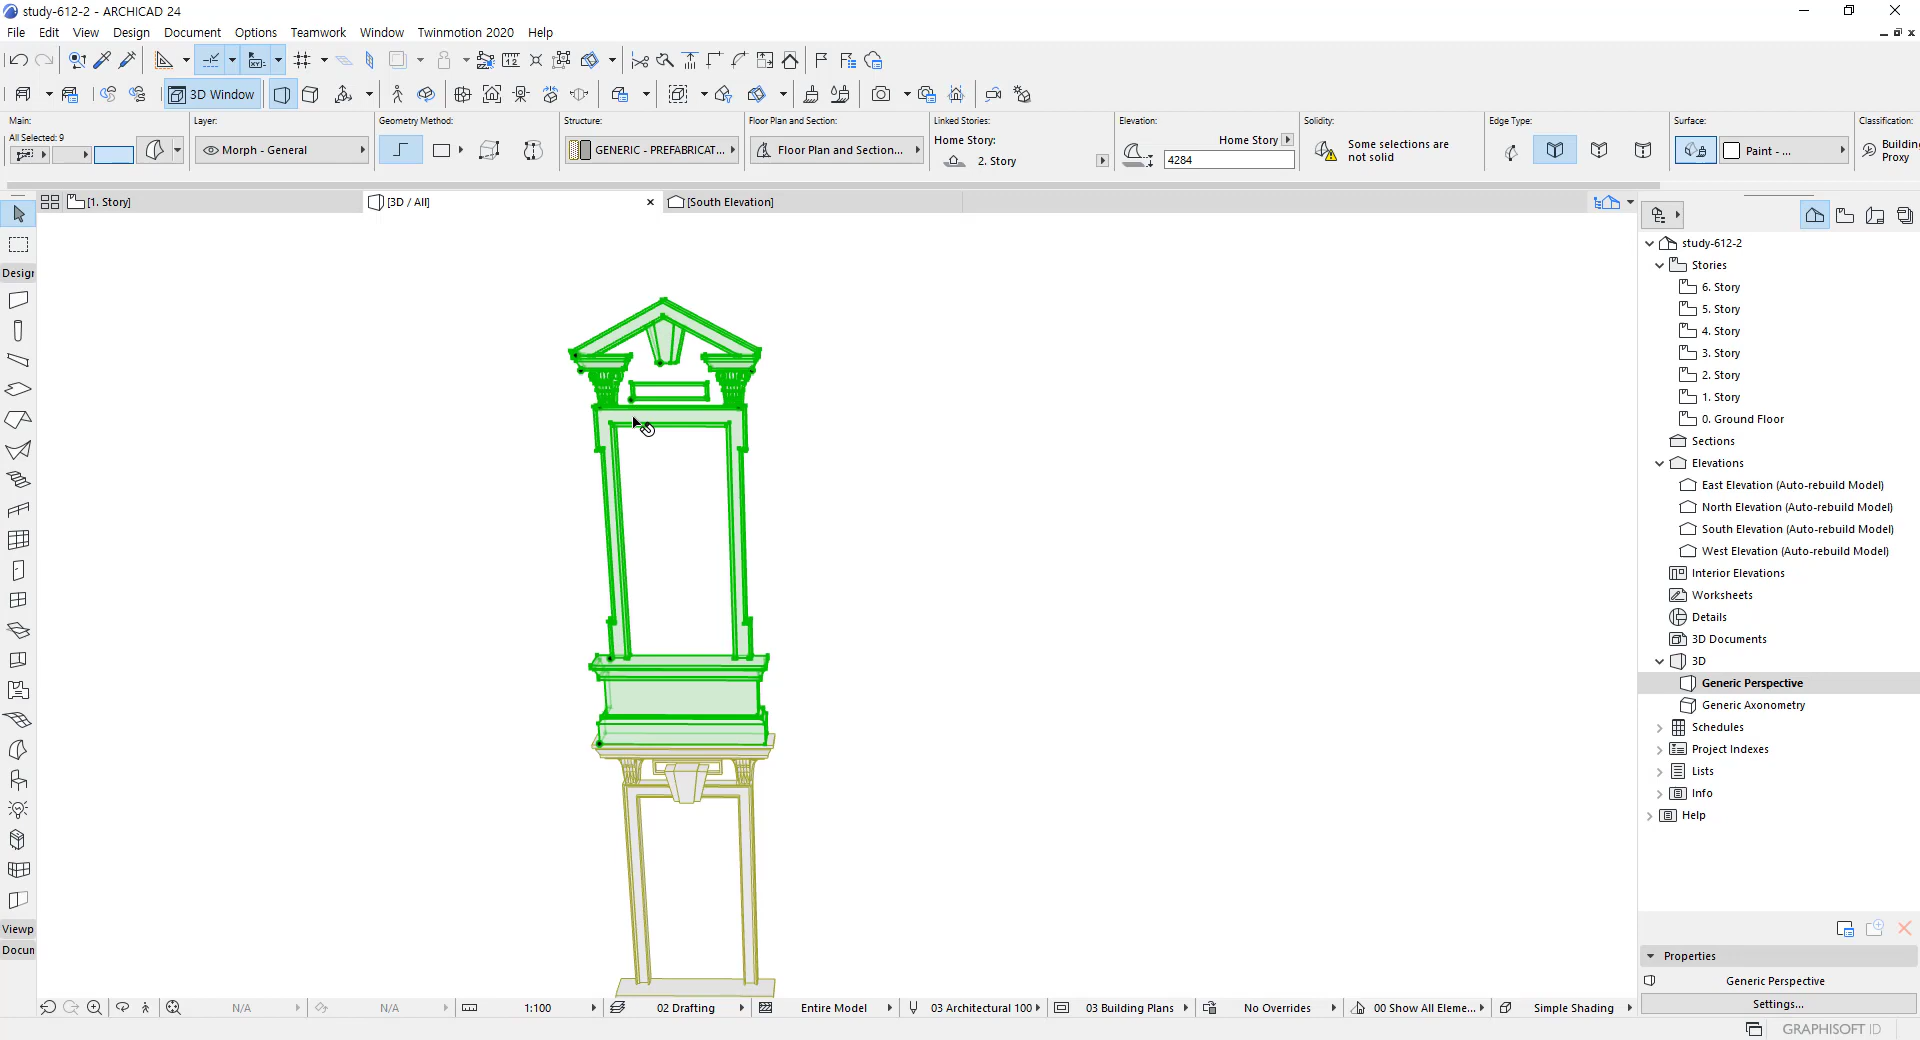 study-612-2 - ARCHICAD 24
File Edit View Design Document Options Teamwork Window Twinmotion 2020 Help
3D Window
Main: Layer: Geometry Method: Structure: Floor Plan and Section: Linked Stories: Elevation: Solidity: Edge Type: Surface: Classification:
All Selected: 9
Morph - General
GENERIC - PREFABRICAT...
Floor Plan and Section...
Home Story:
2. Story
Home Story
4284
Some selections are
not solid
Paint - ...
Building
Proxy
[1. Story]
[3D / All]
[South Elevation]
Design
Viewp
Docum
study-612-2
Stories
6. Story
5. Story
4. Story
3. Story
2. Story
1. Story
0. Ground Floor
Sections
Elevations
East Elevation (Auto-rebuild Model)
North Elevation (Auto-rebuild Model)
South Elevation (Auto-rebuild Model)
West Elevation (Auto-rebuild Model)
Interior Elevations
Worksheets
Details
3D Documents
3D
Generic Perspective
Generic Axonometry
Schedules
Project Indexes
Lists
Info
Help
Properties
Generic Perspective
Settings...
N/A N/A 1:100 02 Drafting Entire Model 03 Architectural 100 03 Building Plans No Overrides 00 Show All Eleme... Simple Shading
GRAPHISOFT ID